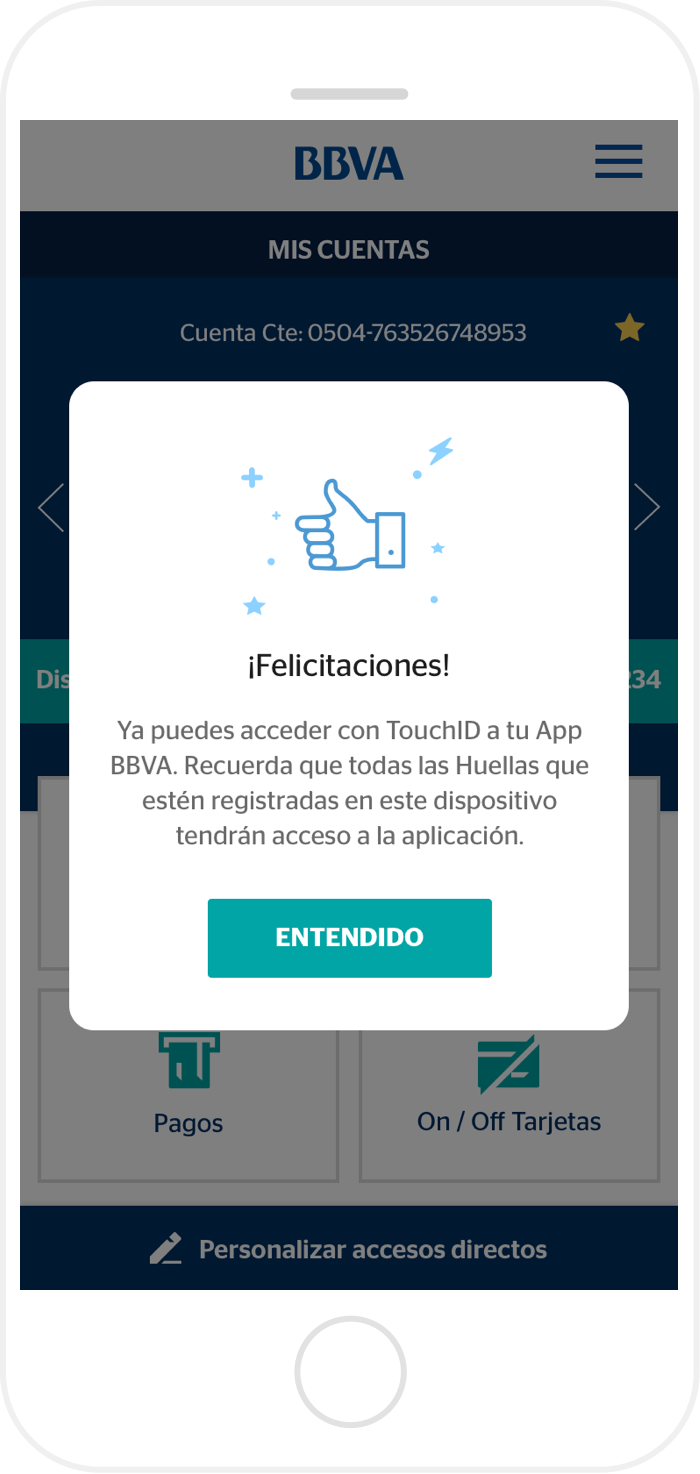 BBVA
MIS CUENTAS
Cuenta Cte: 0504-763526748953
¡Felicitaciones!
Dis
234
Ya puedes acceder con TouchID a tu App
BBVA. Recuerda que todas las Huellas que
estén registradas en este dispositivo
tendrán acceso a la aplicación.
ENTENDIDO
Pagos
On / Off Tarjetas
Personalizar accesos directos